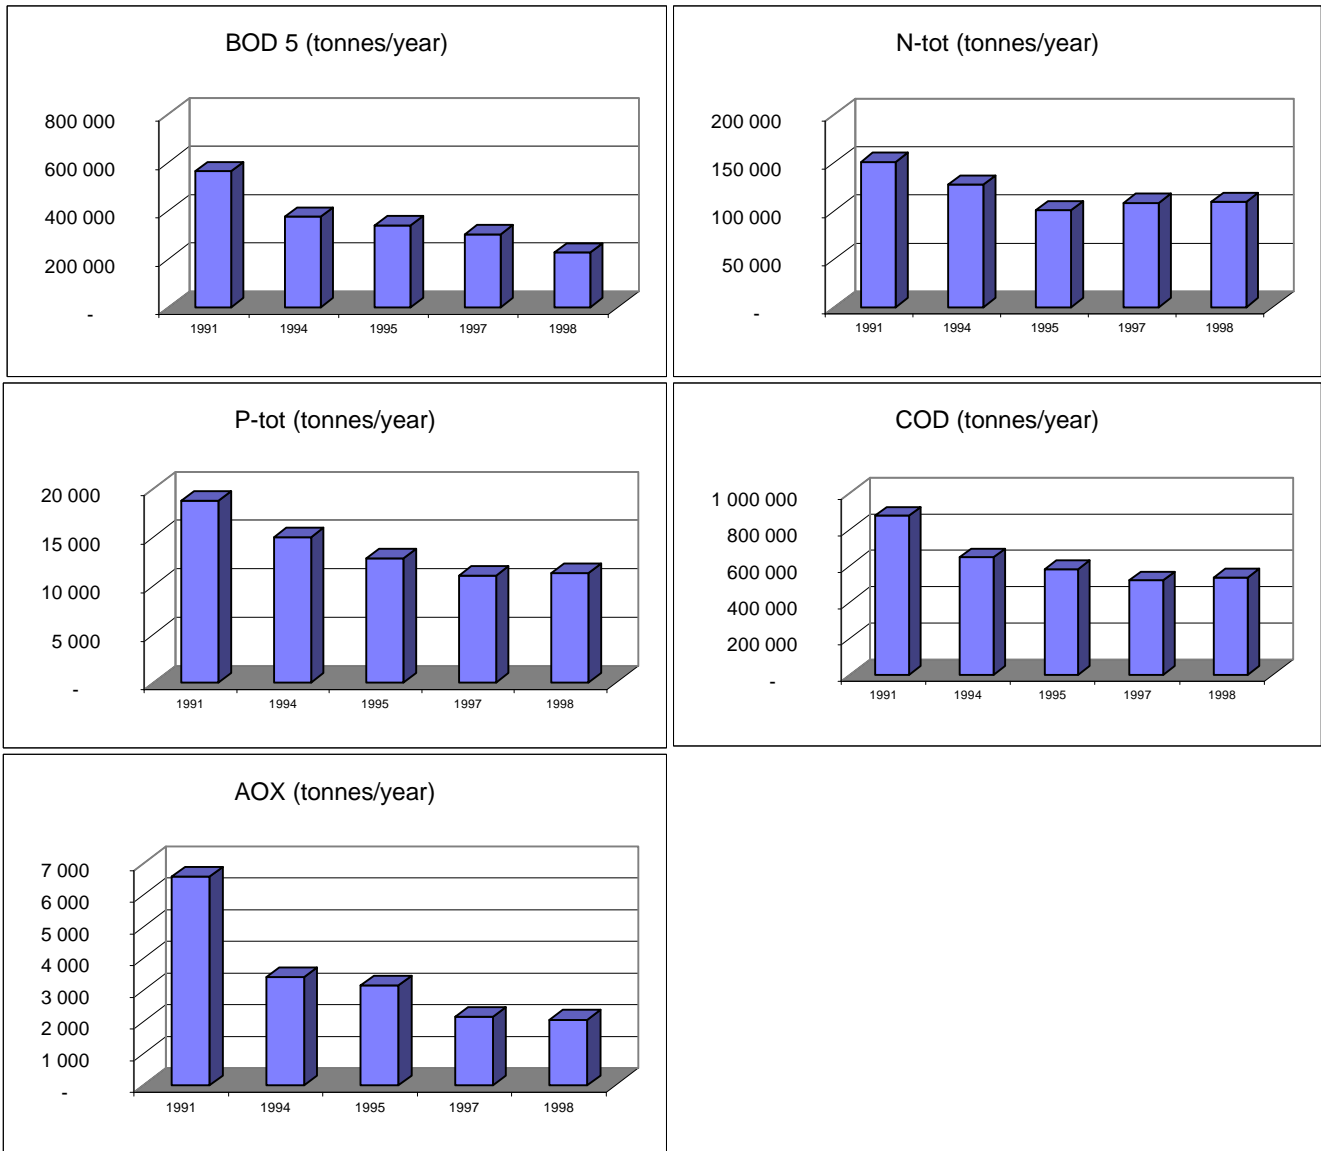 BOD 5 (tonnes/year)
800 000
600 000
400 000
200 000
-
1991 1994 1995 1997 1998
N-tot (tonnes/year)
200 000
150 000
100 000
50 000
-
1991 1994 1995 1997 1998
P-tot (tonnes/year)
20 000
15 000
10 000
5 000
-
1991 1994 1995 1997 1998
COD (tonnes/year)
1 000 000
800 000
600 000
400 000
200 000
-
1991 1994 1995 1997 1998
AOX (tonnes/year)
7 000
6 000
5 000
4 000
3 000
2 000
1 000
-
1991 1994 1995 1997 1998